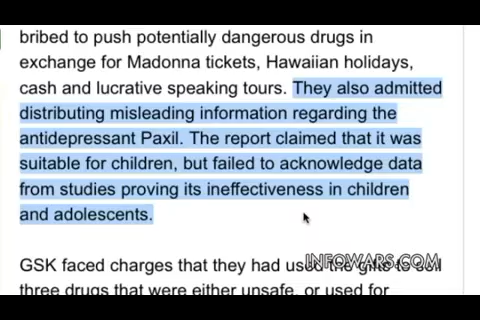 bribed to push potentially dangerous drugs in
exchange for Madonna tickets, Hawaiian holidays,
cash and lucrative speaking tours. They also admitted
distributing misleading information regarding the
antidepressant Paxil. The report claimed that it was
suitable for children, but failed to acknowledge data
from studies proving its ineffectiveness in children
and adolescents.
INFOWARS.COM
GSK faced charges that they had used the gifts to sell
three drugs that were either unsafe, or used for